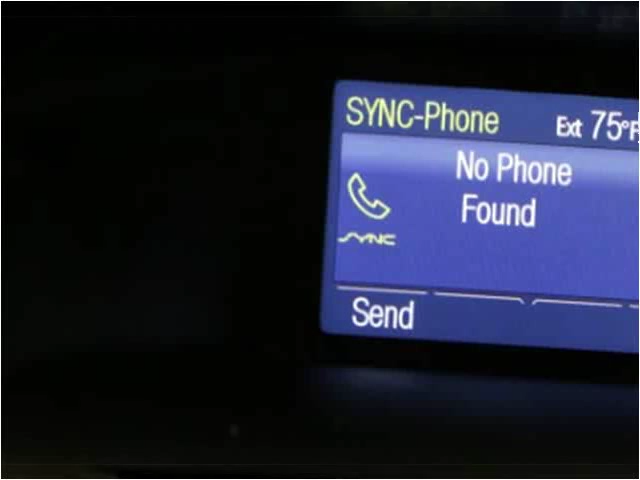 SYNC-Phone Ext 75°F
No Phone
Found
SYNC
Send